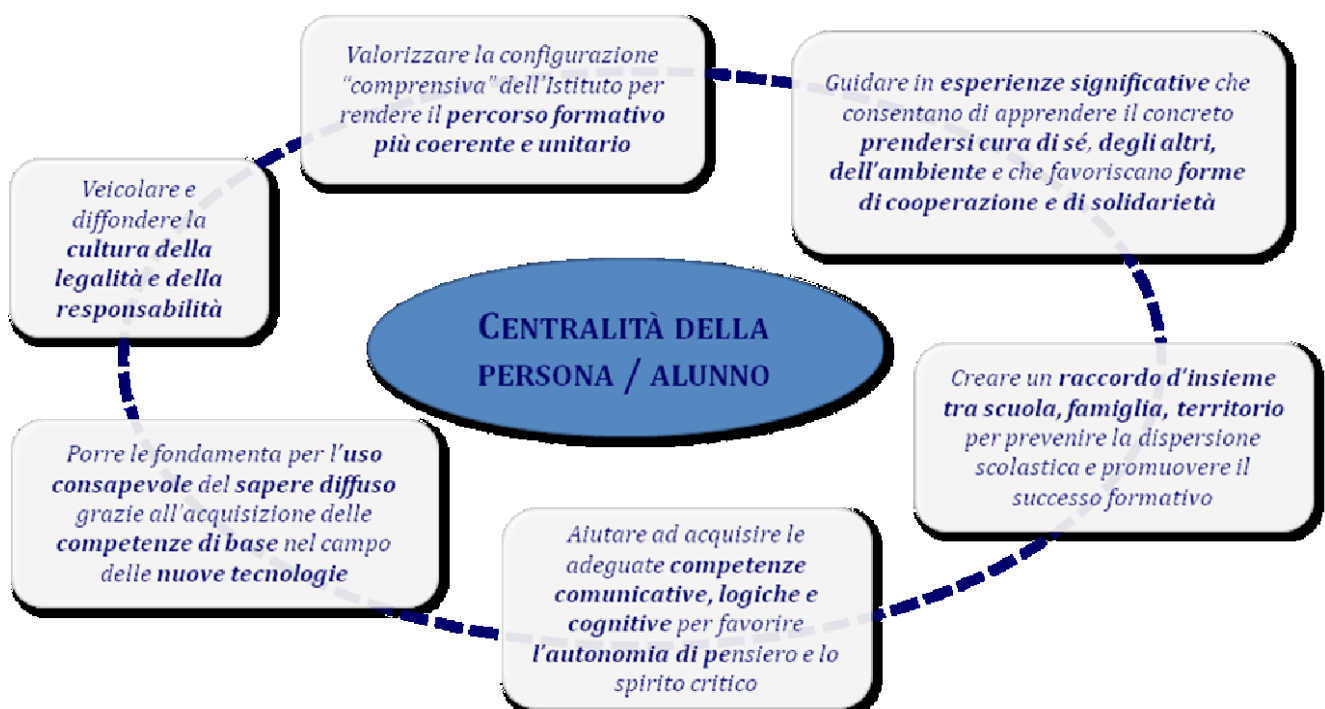 Valorizzare la configurazione
“comprensiva” dell’Istituto per
rendere il percorso formativo
più coerente e unitario
Guidare in esperienze significative che
consentano di apprendere il concreto
prendersi cura di sé, degli altri,
dell’ambiente e che favoriscano forme
di cooperazione e di solidarietà
Veicolare e
diffondere la
cultura della
legalità e della
responsabilità
CENTRALITÀ DELLA
PERSONA / ALUNNO
Creare un raccordo d’insieme
tra scuola, famiglia, territorio
per prevenire la dispersione
scolastica e promuovere il
successo formativo
Porre le fondamenta per l’uso
consapevole del sapere diffuso
grazie all’acquisizione delle
competenze di base nel campo
delle nuove tecnologie
Aiutare ad acquisire le
adeguate competenze
comunicative, logiche e
cognitive per favorire
l’autonomia di pensiero e lo
spirito critico